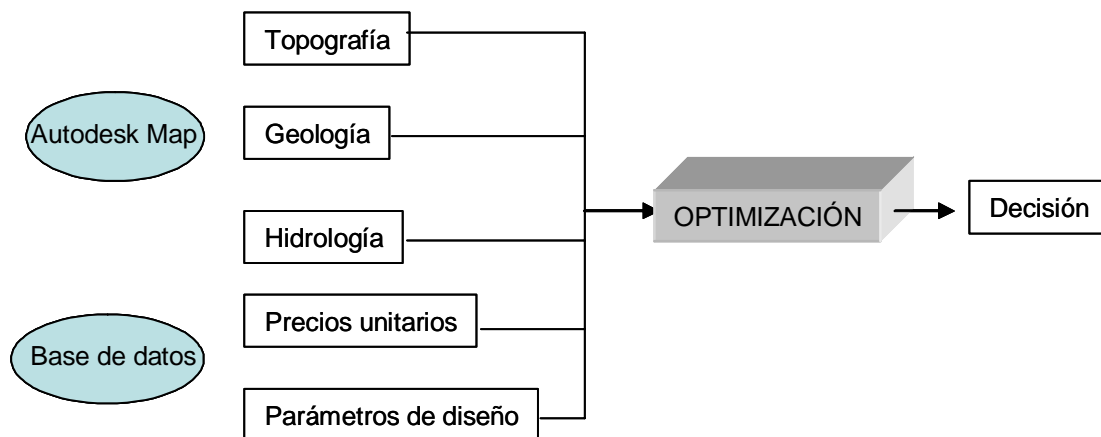 Topografía
Autodesk Map
Geología
Hidrología
OPTIMIZACIÓN
Decisión
Precios unitarios
Base de datos
Parámetros de diseño